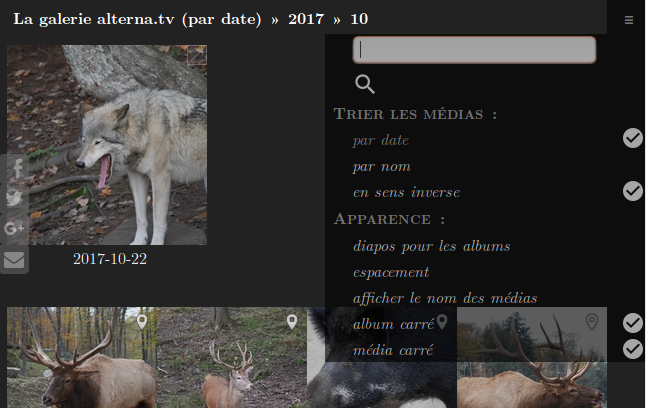 La galerie alterna.tv (par date) » 2017 » 10
TRIER LES MÉDIAS :
par date
par nom
en sens inverse
APPARENCE :
diapos pour les albums
espacement
afficher le nom des médias
album carré
média carré
2017-10-22